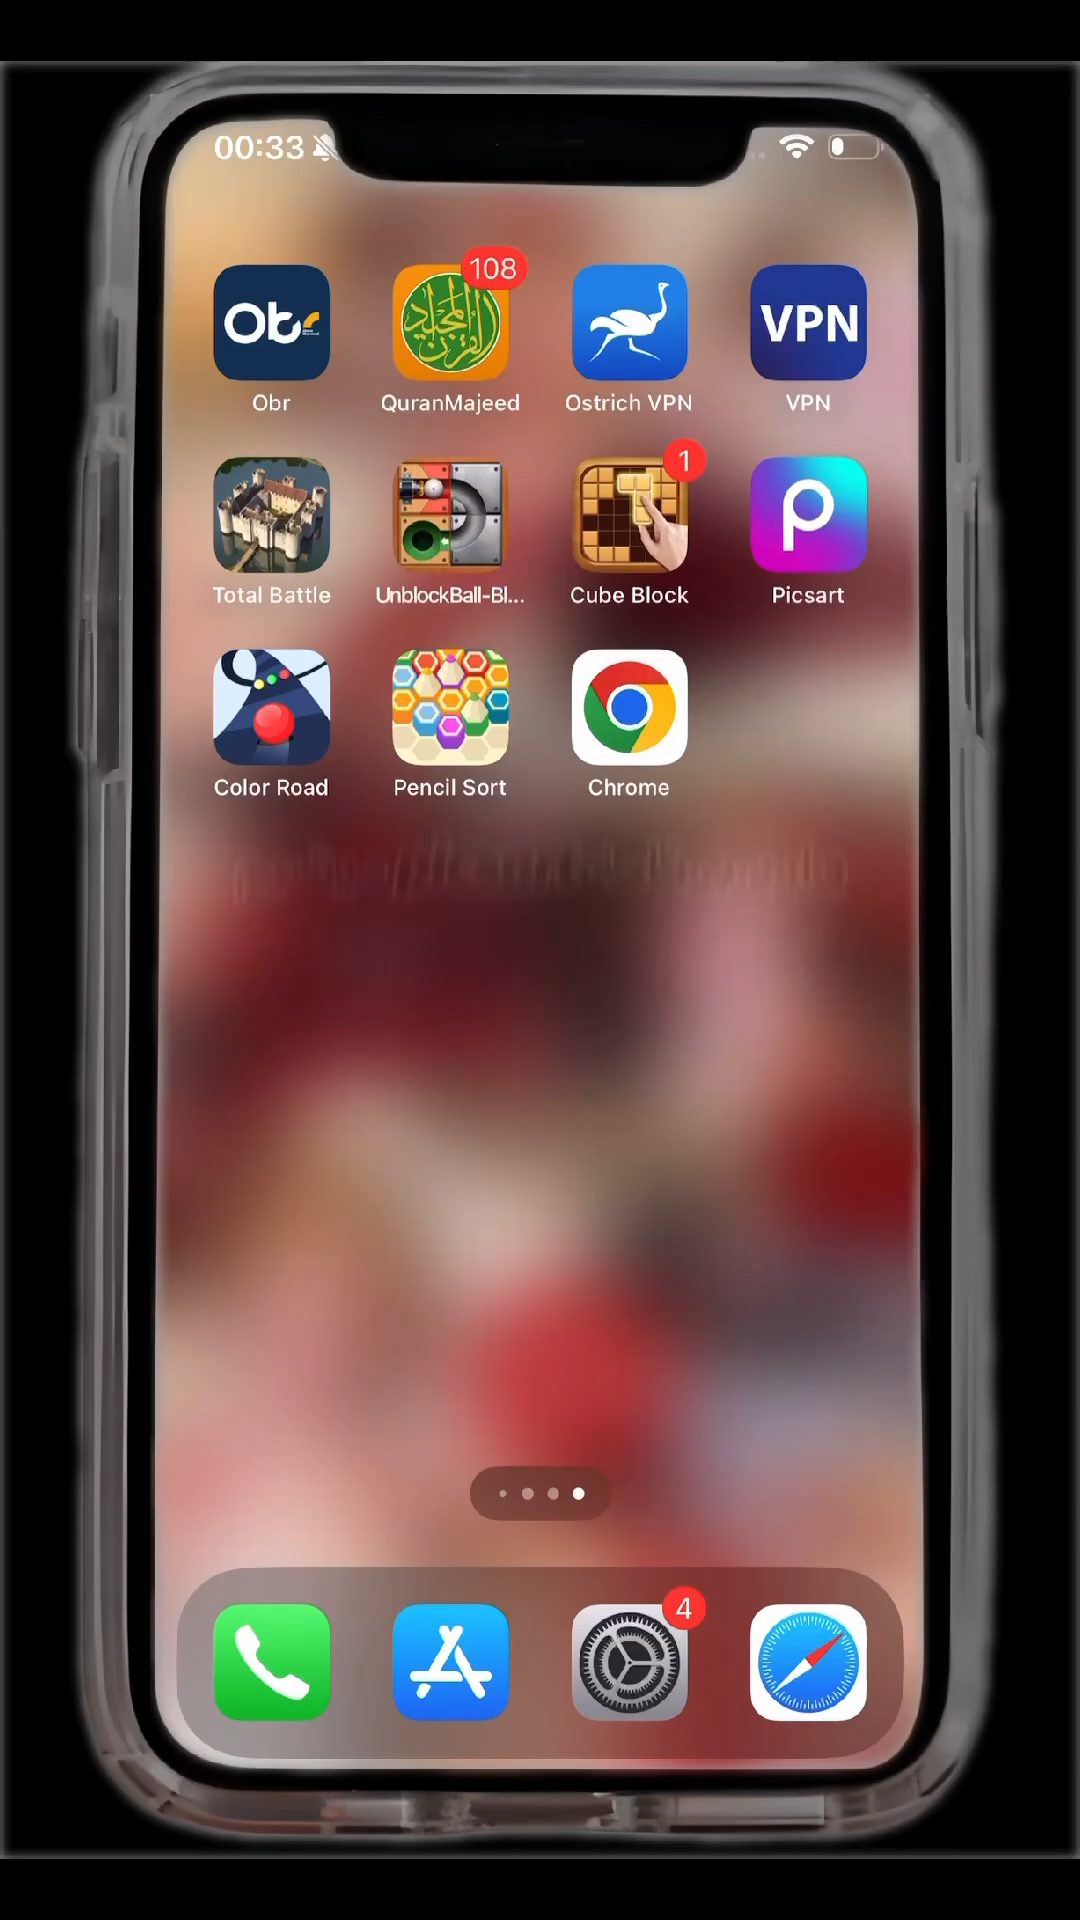 00:33
108
Ob
VPN
Obr
QuranMajeed
Ostrich VPN
VPN
1
Total Battle
UnblockBall-Bl...
Cube Block
Picsart
Color Road
Pencil Sort
Chrome
4